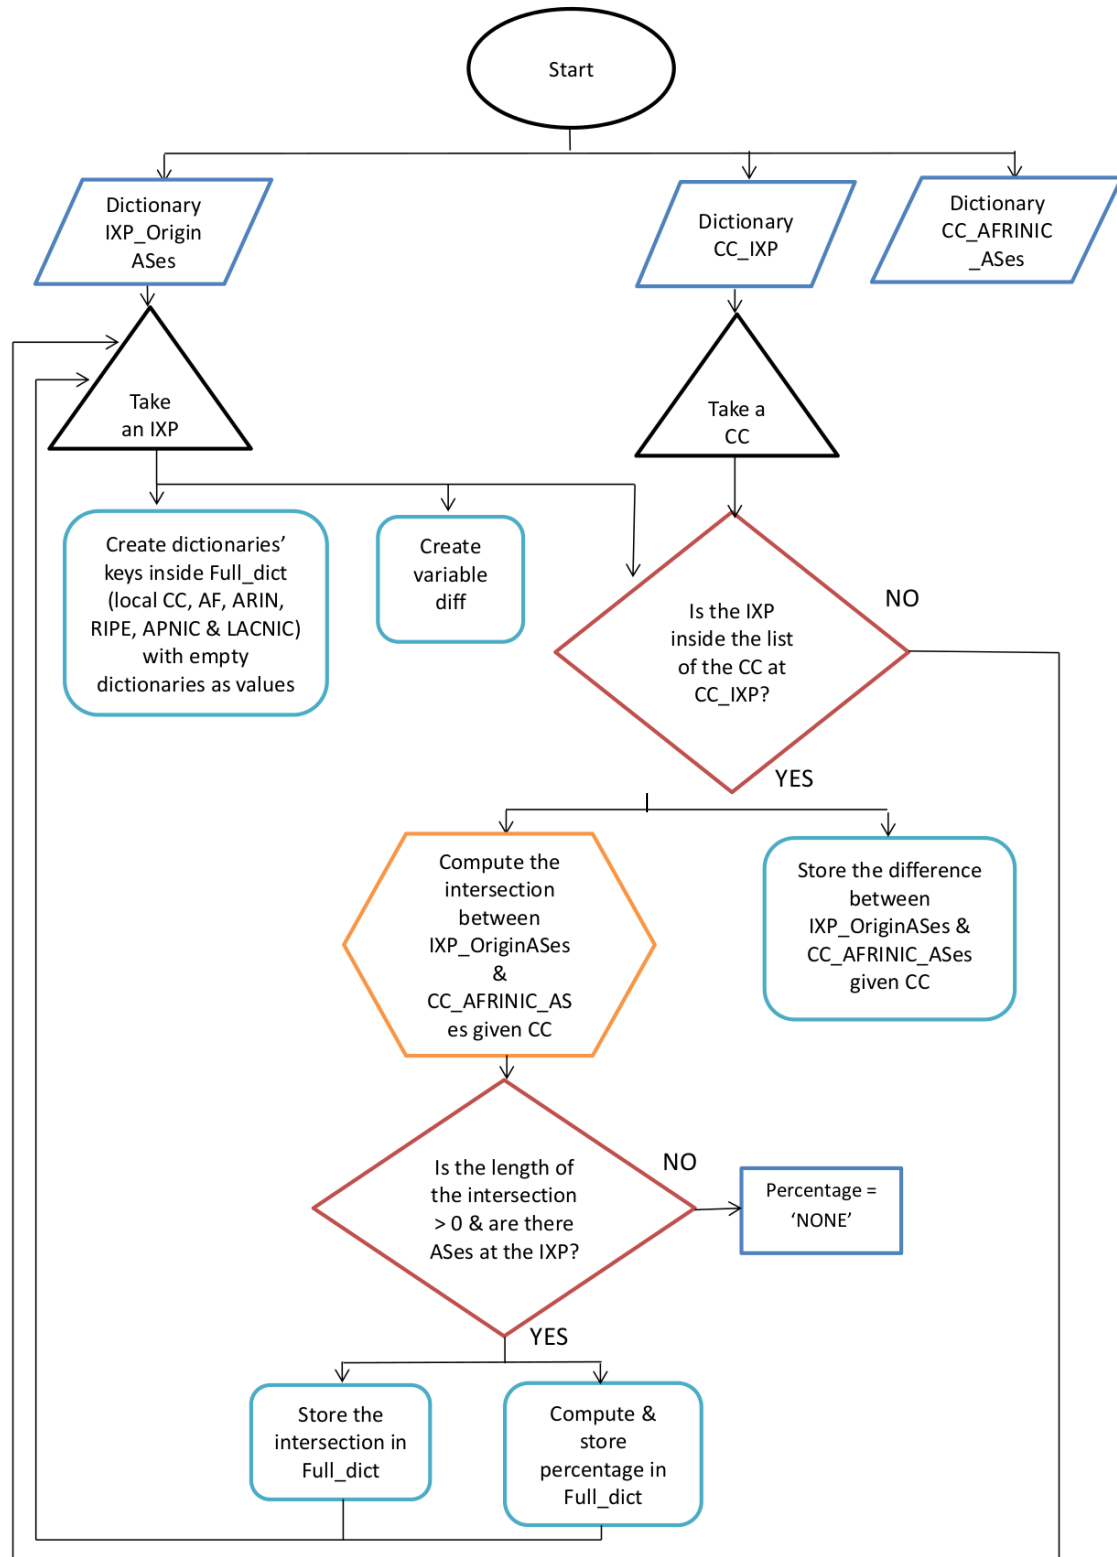 Start
Dictionary
IXP_Origin
ASes
Dictionary
CC_IXP
Dictionary
CC_AFRINIC
_ASes
Take
an IXP
Take a
CC
Create dictionaries’
keys inside Full_dict
(local CC, AF, ARIN,
RIPE, APNIC & LACNIC)
with empty
dictionaries as values
Create
variable
diff
Is the IXP
inside the list
of the CC at
CC_IXP?
NO
YES
Compute the
intersection
between
IXP_OriginASes
&
CC_AFRINIC_AS
es given CC
Store the difference
between
IXP_OriginASes &
CC_AFRINIC_ASes
given CC
Is the length of
the intersection
> 0 & are there
ASes at the IXP?
NO
Percentage =
‘NONE’
YES
Store the
intersection in
Full_dict
Compute &
store
percentage in
Full_dict